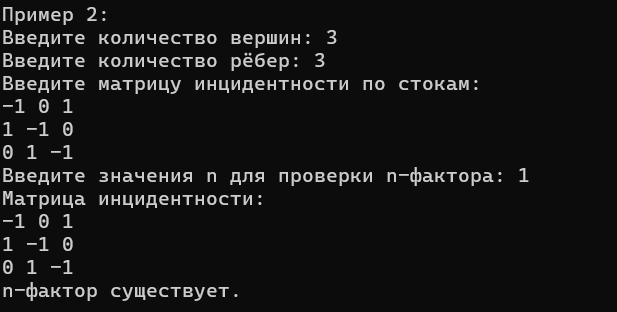 Пример 2:
Введите количество вершин: 3
Введите количество рёбер: 3
Введите матрицу инцидентности по стокам:
-1 0 1
1 -1 0
0 1 -1
Введите значения n для проверки n-фактора: 1
Матрица инцидентности:
-1 0 1
1 -1 0
0 1 -1
n-фактор существует.